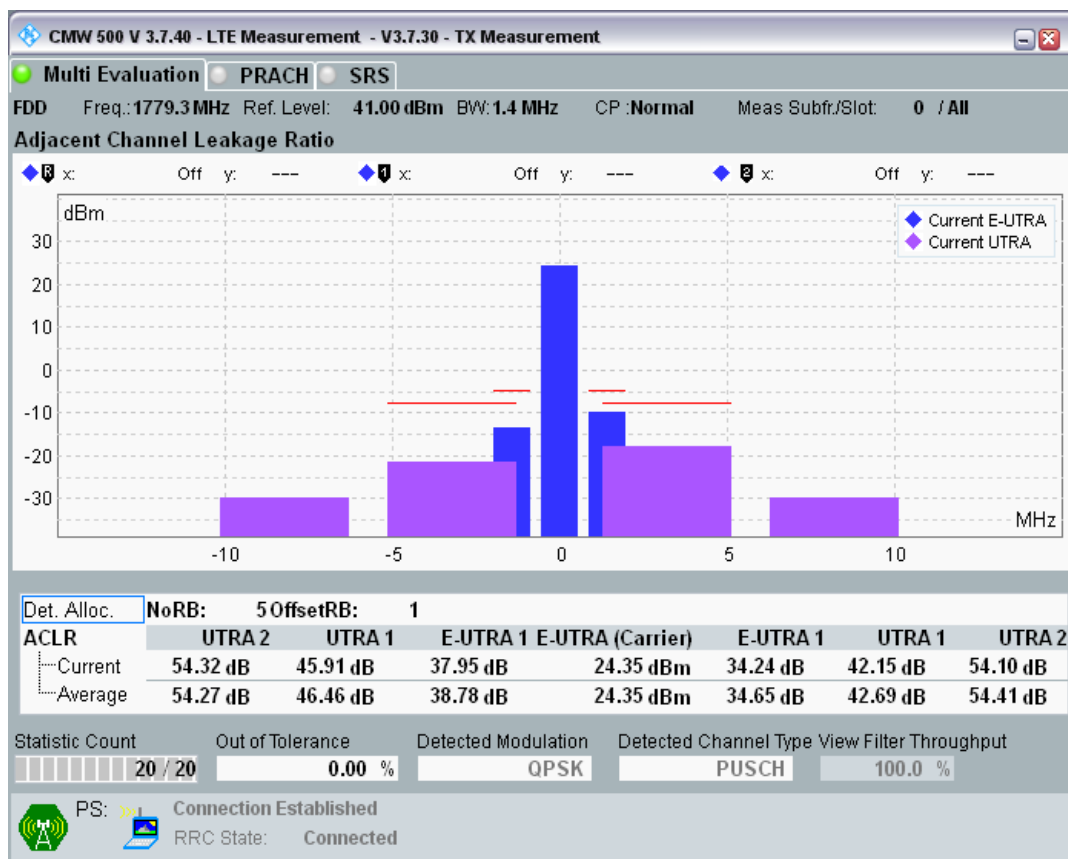 CMW 500 V 3.7.40 - LTE Measurement - V3.7.30 - TX Measurement
Multi Evaluation PRACH SRS
FDD Freq.: 1779.3 MHz Ref. Level: 41.00 dBm BW: 1.4 MHz CP :Normal Meas Subfr./Slot: 0 / All
Adjacent Channel Leakage Ratio
R x: Off y: --- 1 x: Off y: --- 2 x: Off y: ---
dBm
Current E-UTRA
Current UTRA
30
20
10
0
-10
-20
-30
MHz
-10 -5 0 5 10
Det. Alloc. NoRB: 5 OffsetRB: 1
ACLR UTRA 2 UTRA 1 E-UTRA 1 E-UTRA (Carrier) E-UTRA 1 UTRA 1 UTRA 2
Current 54.32 dB 45.91 dB 37.95 dB 24.35 dBm 34.24 dB 42.15 dB 54.10 dB
Average 54.27 dB 46.46 dB 38.78 dB 24.35 dBm 34.65 dB 42.69 dB 54.41 dB
Statistic Count Out of Tolerance Detected Modulation Detected Channel Type View Filter Throughput
20 / 20 0.00 % QPSK PUSCH 100.0 %
PS: Connection Established
RRC State: Connected